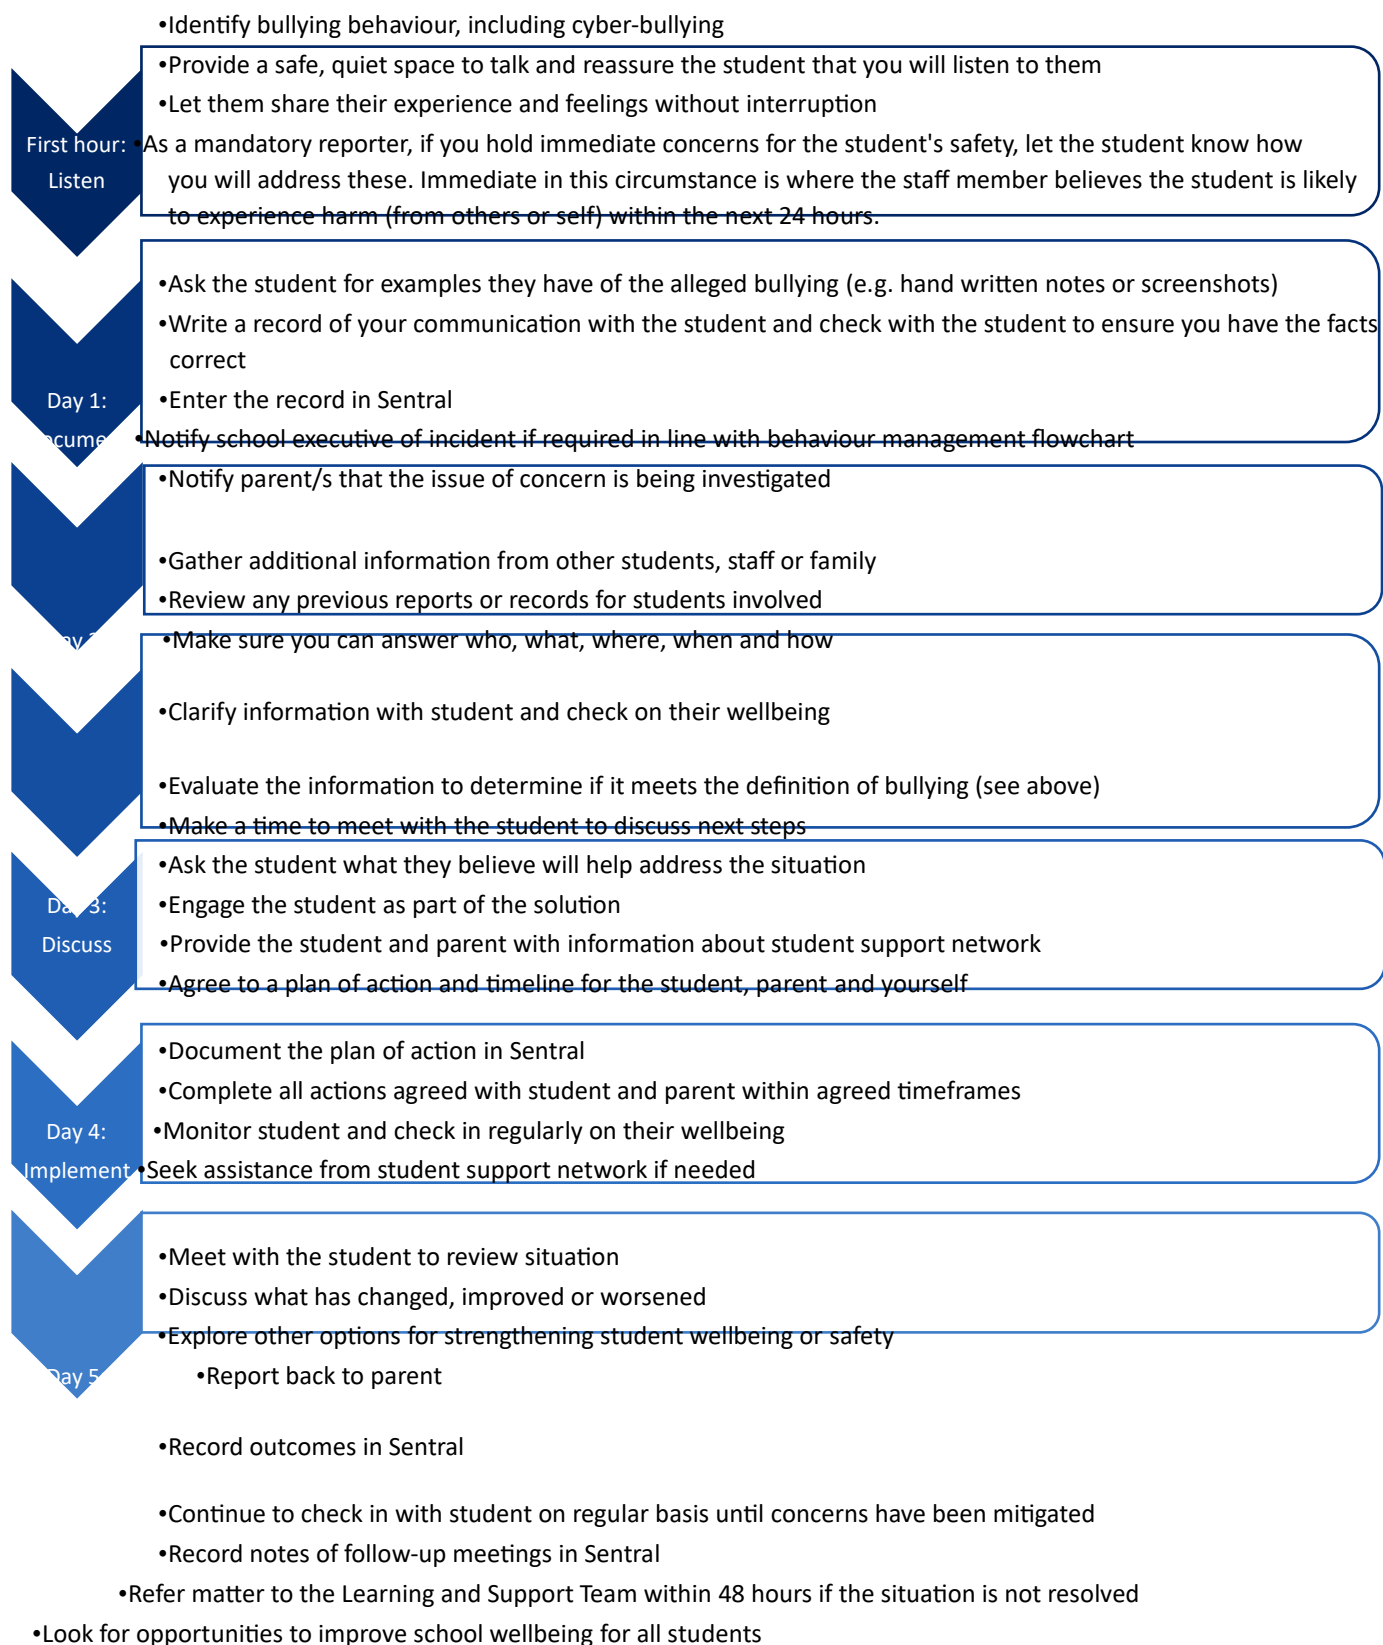 •Identify bullying behaviour, including cyber-bullying
•Provide a safe, quiet space to talk and reassure the student that you will listen to them
•Let them share their experience and feelings without interruption
First hour:
Listen
•As a mandatory reporter, if you hold immediate concerns for the student's safety, let the student know how
you will address these. Immediate in this circumstance is where the staff member believes the student is likely
to experience harm (from others or self) within the next 24 hours.
•Ask the student for examples they have of the alleged bullying (e.g. hand written notes or screenshots)
•Write a record of your communication with the student and check with the student to ensure you have the facts
correct
Day 1:
•Enter the record in Sentral
•Notify school executive of incident if required in line with behaviour management flowchart
•Notify parent/s that the issue of concern is being investigated
•Gather additional information from other students, staff or family
•Review any previous reports or records for students involved
•Make sure you can answer who, what, where, when and how
•Clarify information with student and check on their wellbeing
•Evaluate the information to determine if it meets the definition of bullying (see above)
•Make a time to meet with the student to discuss next steps
Day 3:
Discuss
•Ask the student what they believe will help address the situation
•Engage the student as part of the solution
•Provide the student and parent with information about student support network
•Agree to a plan of action and timeline for the student, parent and yourself
Day 4:
Implement
•Document the plan of action in Sentral
•Complete all actions agreed with student and parent within agreed timeframes
•Monitor student and check in regularly on their wellbeing
•Seek assistance from student support network if needed
•Meet with the student to review situation
•Discuss what has changed, improved or worsened
•Explore other options for strengthening student wellbeing or safety
Day 5
•Report back to parent
•Record outcomes in Sentral
•Continue to check in with student on regular basis until concerns have been mitigated
•Record notes of follow-up meetings in Sentral
•Refer matter to the Learning and Support Team within 48 hours if the situation is not resolved
•Look for opportunities to improve school wellbeing for all students